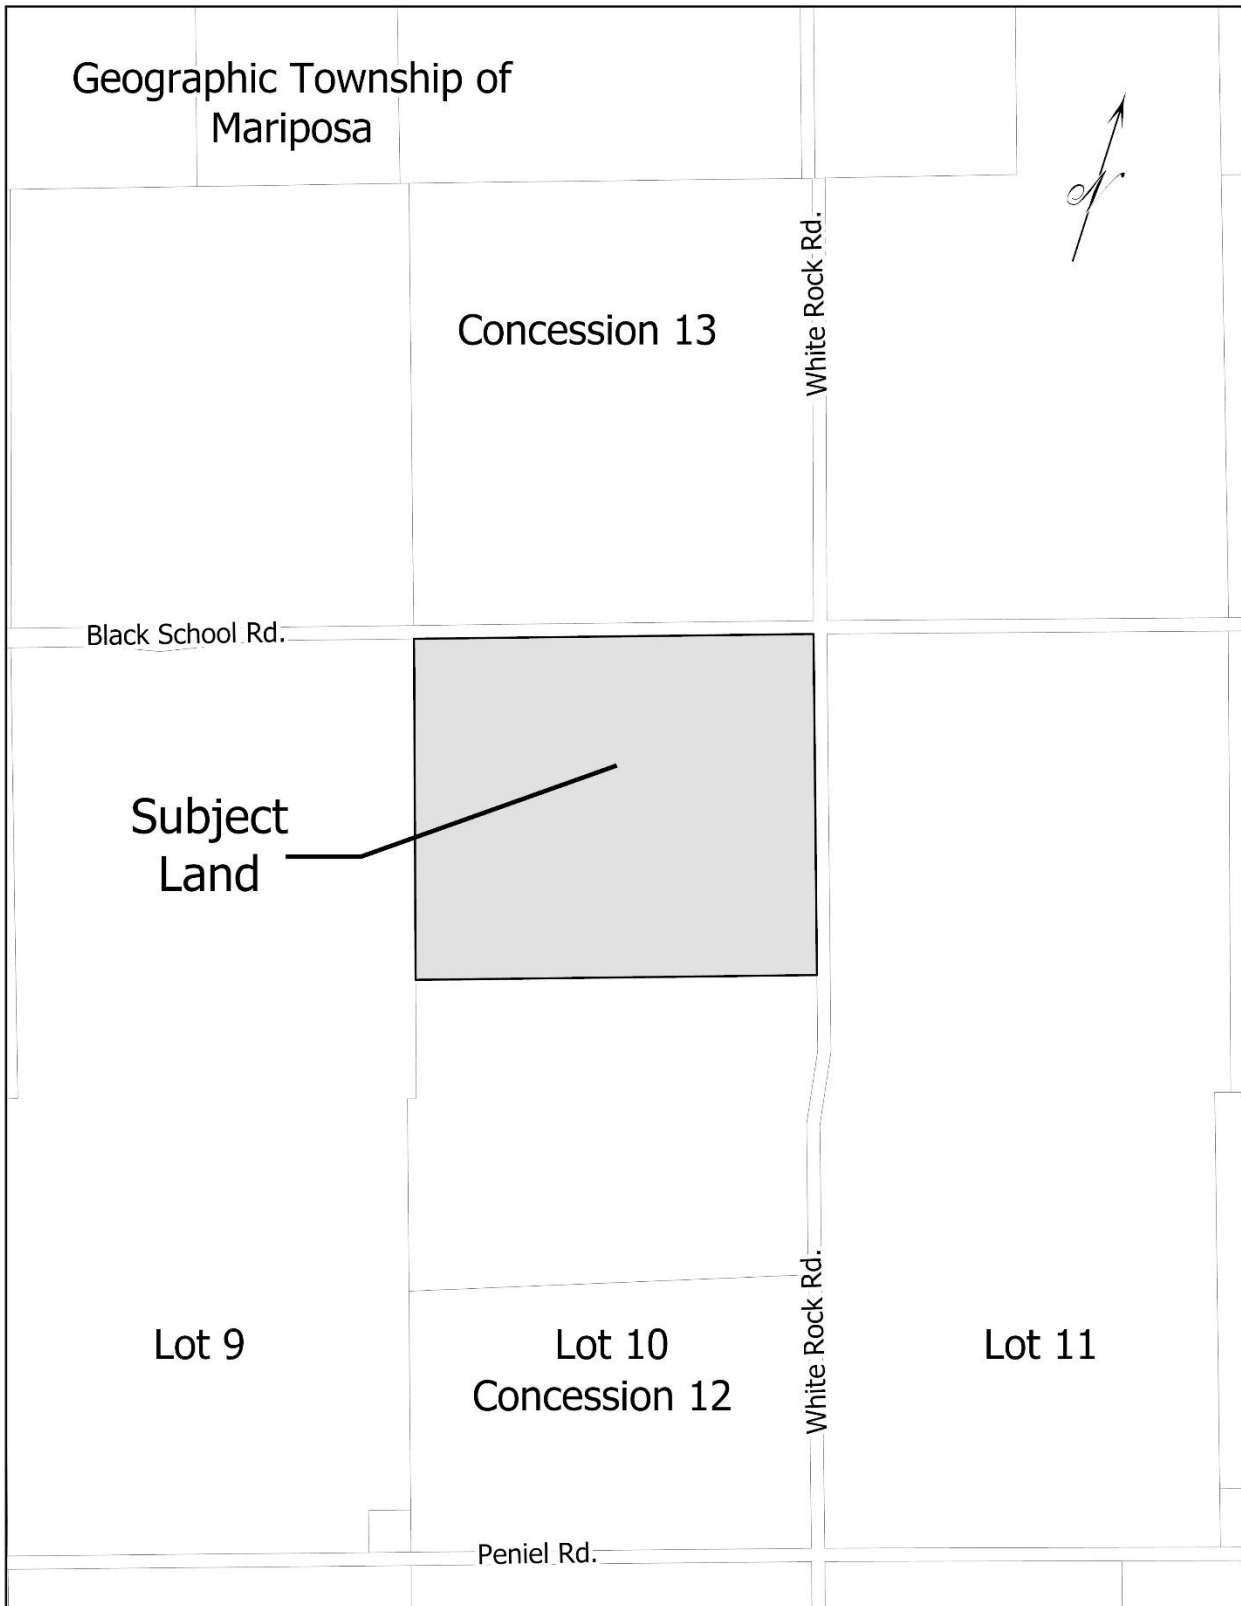 Geographic Township of
Mariposa
N
Concession 13
White Rock Rd.
Black School Rd.
Subject
Land
White Rock Rd.
Lot 9
Lot 10
Lot 11
Concession 12
Peniel Rd.